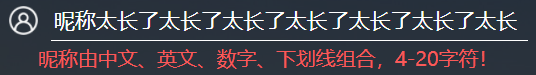 昵称太长了太长了太长了太长了太长了太长了太长
昵称由中文、英文、数字、下划线组合，4-20字符！